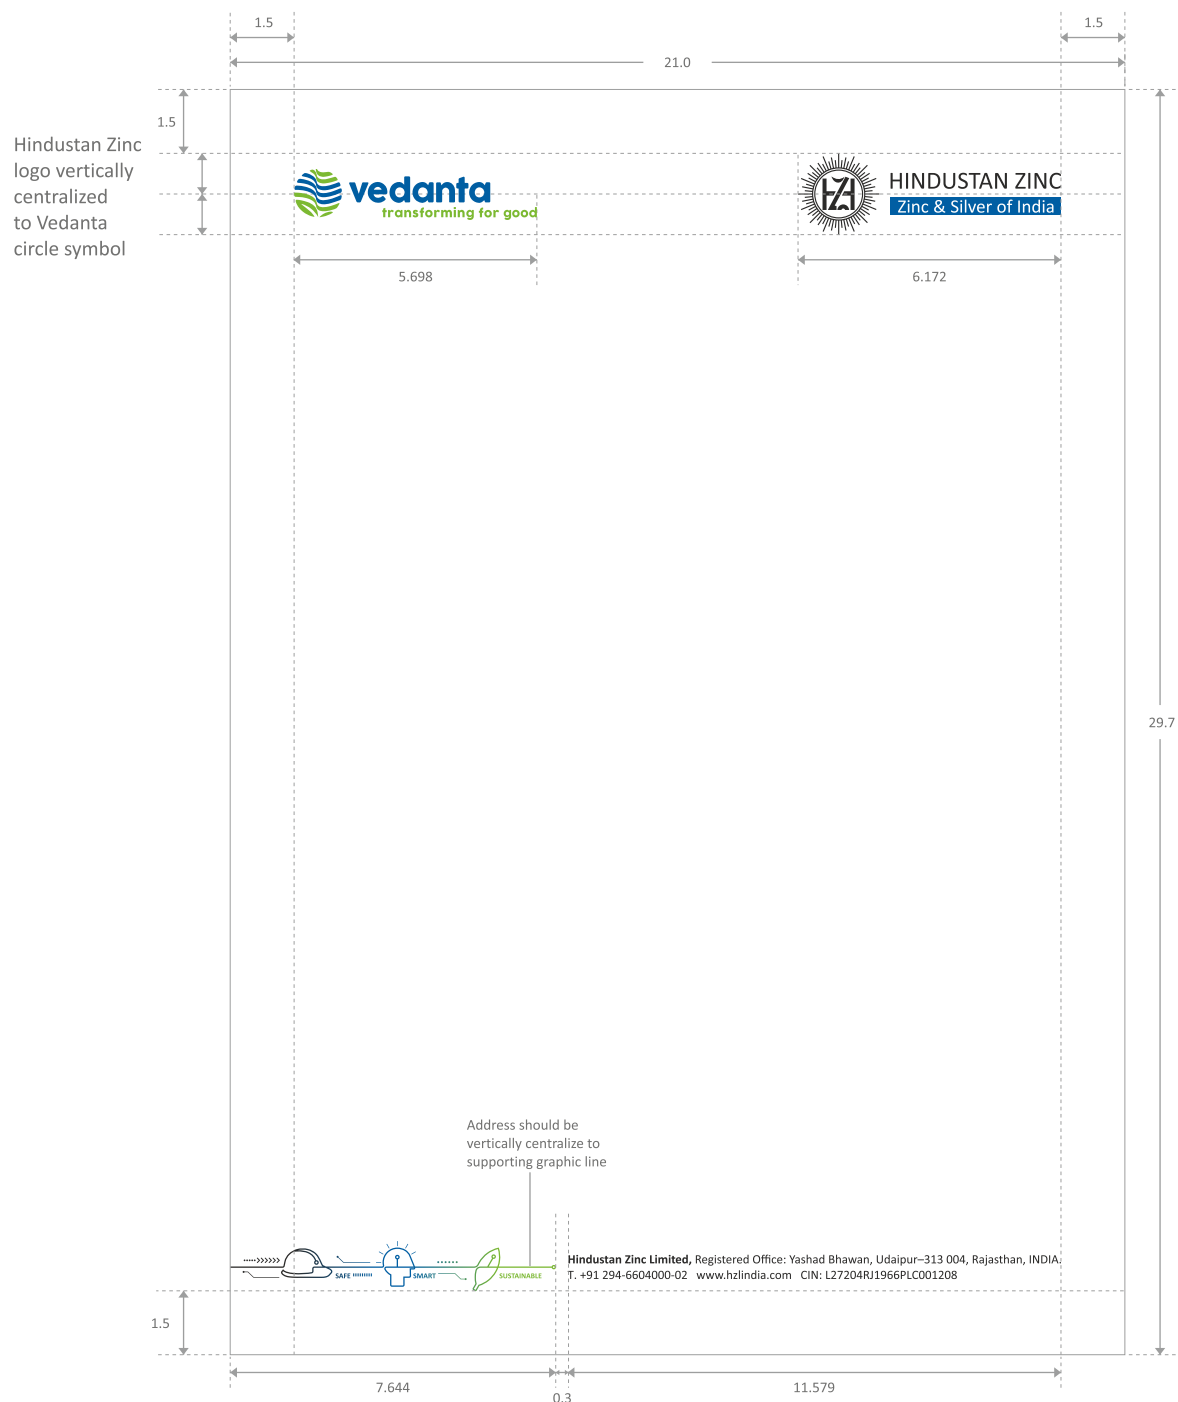 1.5
1.5
21.0
1.5
Hindustan Zinc
logo vertically
centralized
to Vedanta
circle symbol
vedanta
transforming for good
HZH
HINDUSTAN ZINC
Zinc & Silver of India
5.698
6.172
29.7
Address should be
vertically centralize to
supporting graphic line
SAFE
SMART
SUSTAINABLE
Hindustan Zinc Limited, Registered Office: Yashad Bhawan, Udaipur–313 004, Rajasthan, INDIA.
T. +91 294-6604000-02 www.hzlindia.com CIN: L27204RJ1966PLC001208
1.5
7.644
0.3
11.579